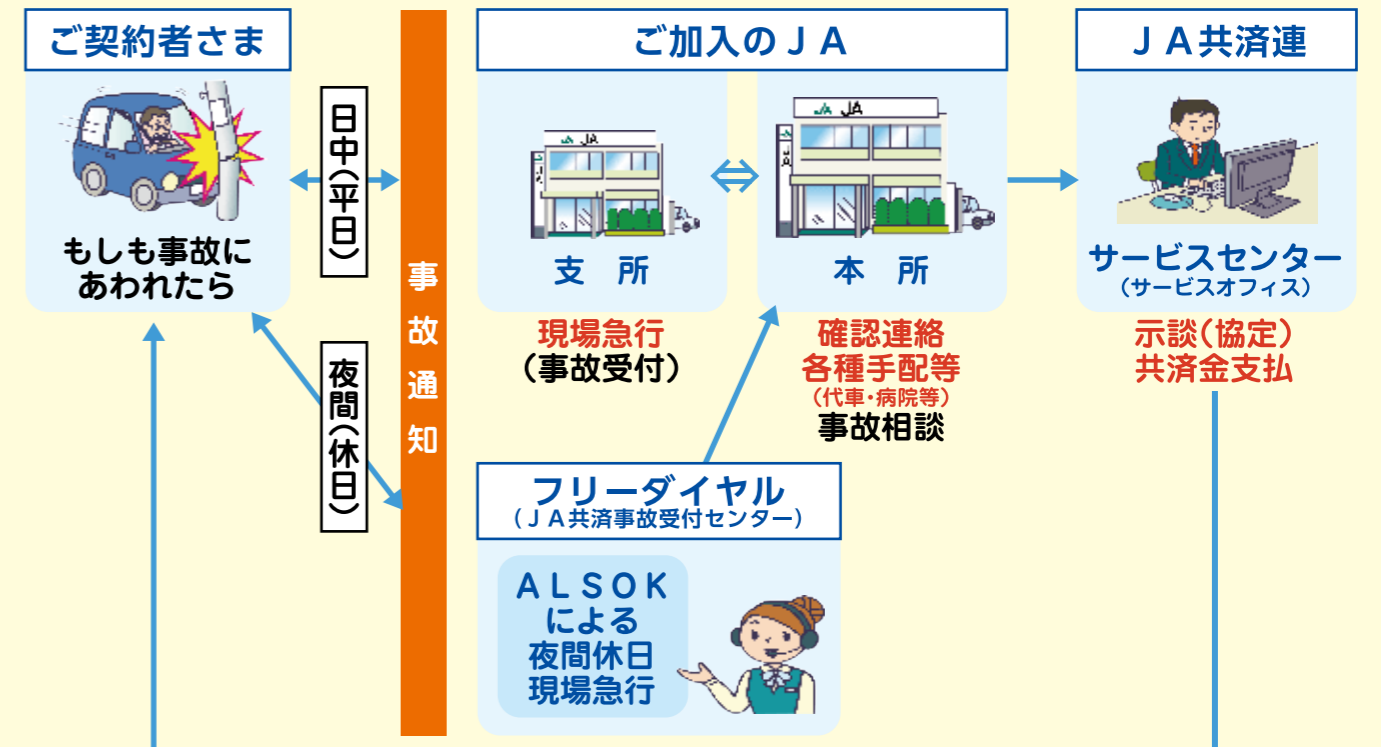 ご契約者さま
もしも事故に
あわれたら
日中（平日）
夜間（休日）
事故通知
ご加入のＪＡ
JA JA
JA
支 所
現場急行
（事故受付）
JA JA
JA
本 所
確認連絡
各種手配等
（代車・病院等）
事故相談
ＪＡ共済連
サービスセンター
（サービスオフィス）
示談（協定）
共済金支払
フリーダイヤル
（ＪＡ共済事故受付センター）
ＡＬＳＯＫ
による
夜間休日
現場急行